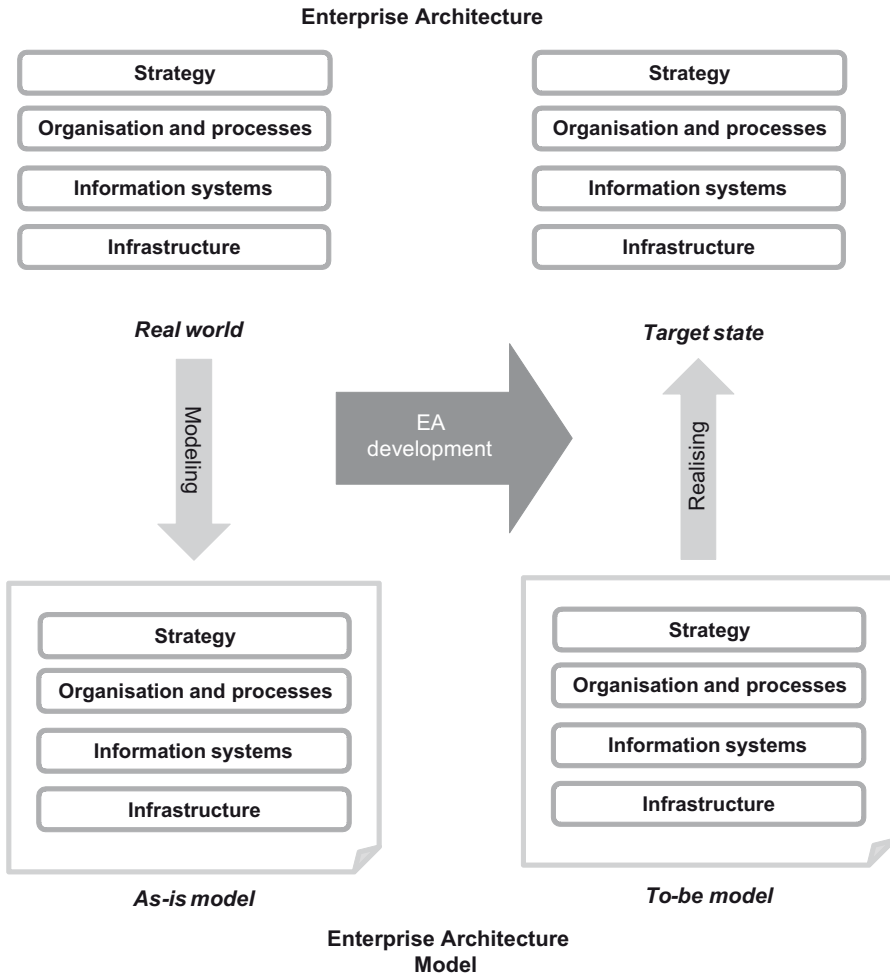 Enterprise Architecture
Strategy
Organisation and processes
Information systems
Infrastructure
Real world
Strategy
Organisation and processes
Information systems
Infrastructure
Target state
Modeling
EA
development
Realising
Strategy
Organisation and processes
Information systems
Infrastructure
As-is model
Strategy
Organisation and processes
Information systems
Infrastructure
To-be model
Enterprise Architecture
Model